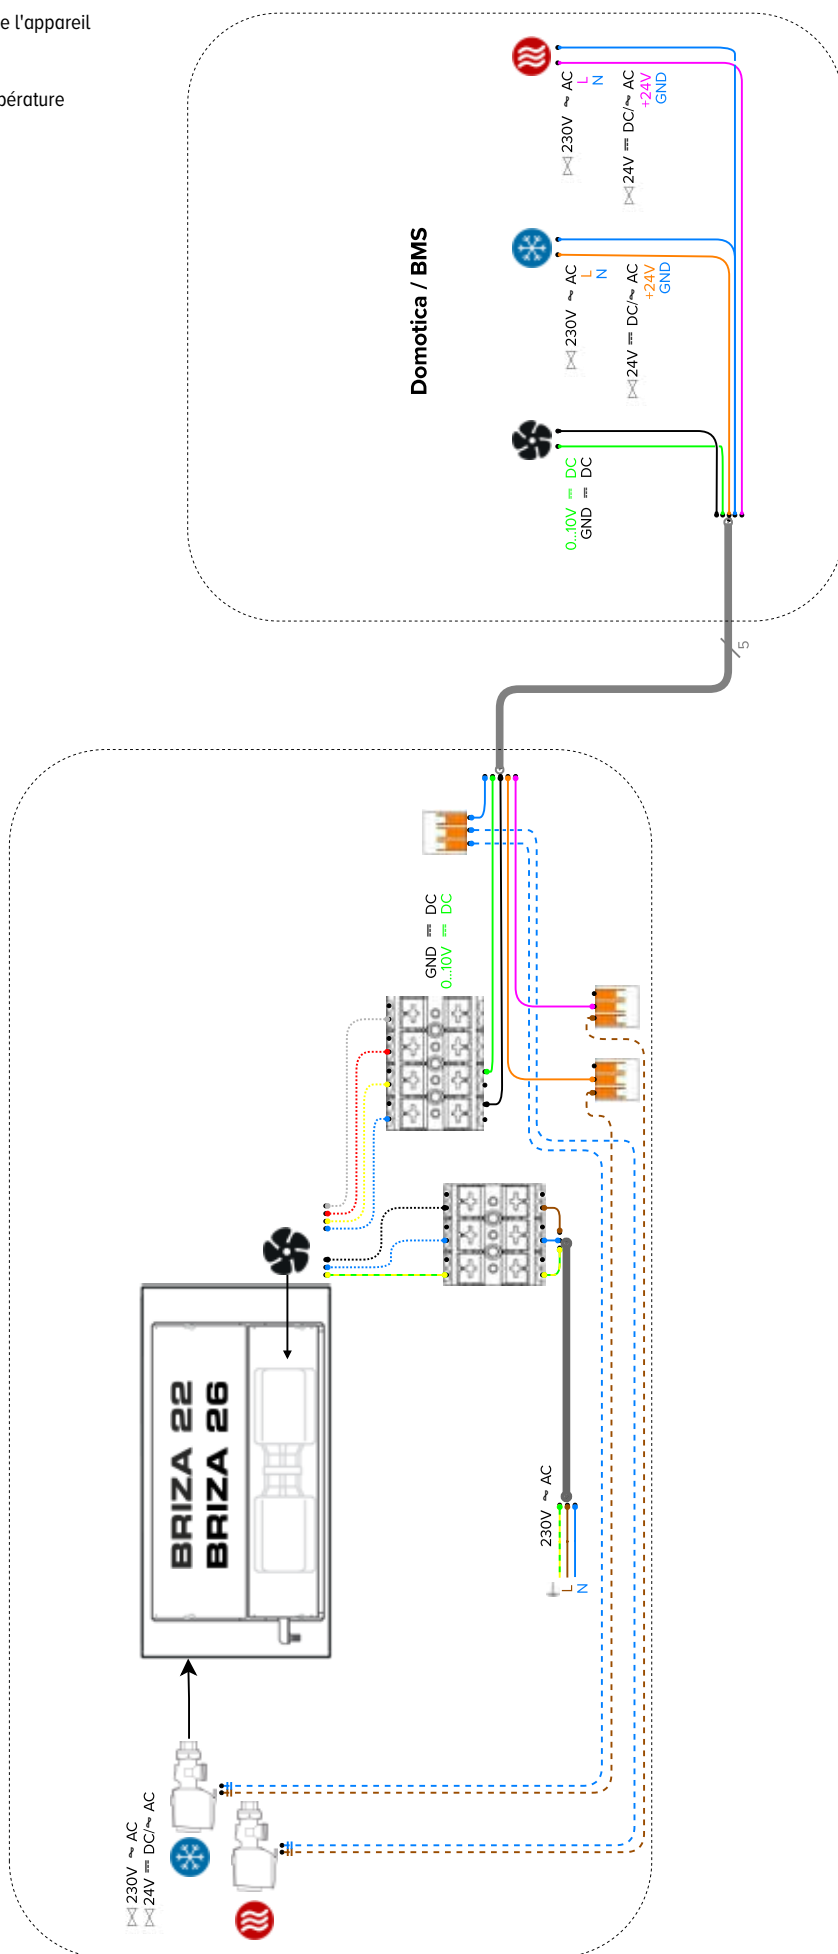 e l'appareil
pérature
230V ~ AC
L
N
24V ⎓ DC/~ AC
+24V
GND
Domotica / BMS
230V ~ AC
L
N
24V ⎓ DC/~ AC
+24V
GND
0...10V ⎓ DC
GND ⎓ DC
5
GND ⎓ DC
0...10V ⎓ DC
BRIZA 22
BRIZA 26
230V ~ AC
L
N
230V ~ AC
24V ⎓ DC/~ AC